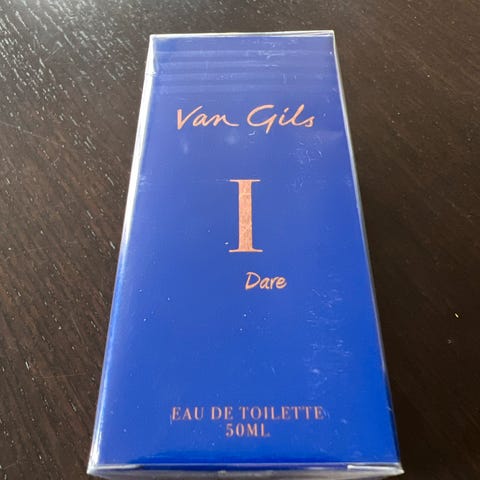 Van Gils
I
Dare
EAU DE TOILETTE
50ML